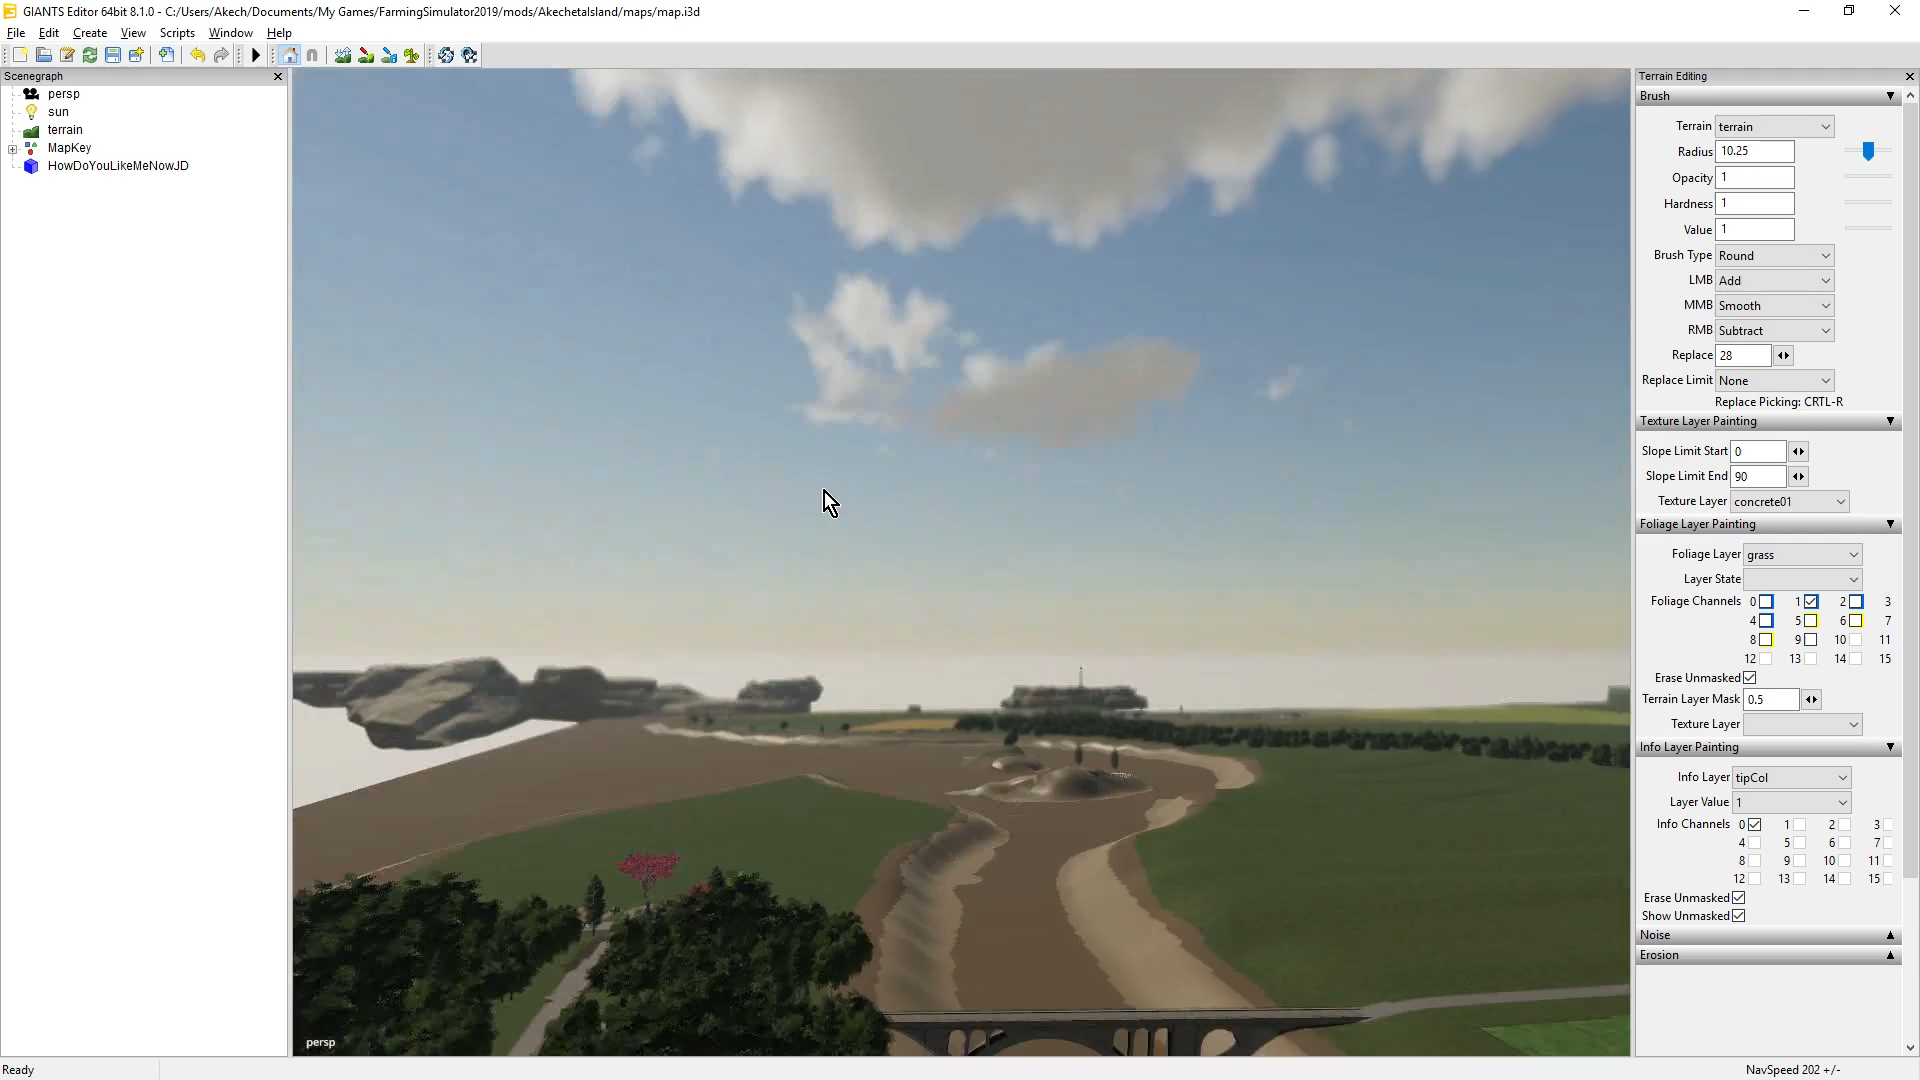 GIANTS Editor 64bit 8.1.0 - C:/Users/Akech/Documents/My Games/FarmingSimulator2019/mods/AkechetaIsland/maps/map.i3d
File Edit Create View Scripts Window Help
Scenegraph
persp
sun
terrain
MapKey
HowDoYouLikeMeNowJD
persp
Terrain Editing
Brush
Terrain terrain
Radius 10.25
Opacity 1
Hardness 1
Value 1
Brush Type Round
LMB Add
MMB Smooth
RMB Subtract
Replace 28
Replace Limit None
Replace Picking: CRTL-R
Texture Layer Painting
Slope Limit Start 0
Slope Limit End 90
Texture Layer concrete01
Foliage Layer Painting
Foliage Layer grass
Layer State
Foliage Channels 0 1 2 3
4 5 6 7
8 9 10 11
12 13 14 15
Erase Unmasked
Terrain Layer Mask 0.5
Texture Layer
Info Layer Painting
Info Layer tipCol
Layer Value 1
Info Channels 0 1 2 3
4 5 6 7
8 9 10 11
12 13 14 15
Erase Unmasked
Show Unmasked
Noise
Erosion
Ready
NavSpeed 202 +/-